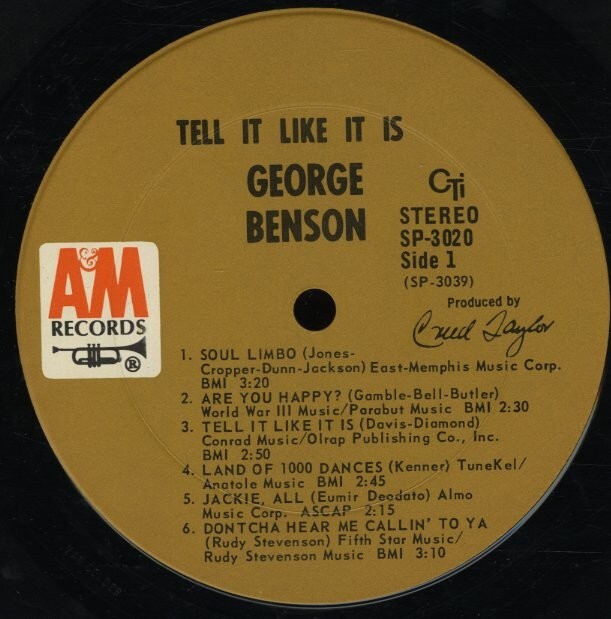 TELL IT LIKE IT IS
GEORGE
BENSON
CTi
STEREO
SP-3020
Side 1
(SP-3039)
Produced by
Creed Taylor
A&M
RECORDS
®
1. SOUL LIMBO (Jones-
Cropper-Dunn-Jackson) East-Memphis Music Corp.
BMI 3:20
2. ARE YOU HAPPY? (Gamble-Bell-Butler)
World War III Music/Parabut Music BMI 2:30
3. TELL IT LIKE IT IS (Davis-Diamond)
Conrad Music/Olrap Publishing Co., Inc.
BMI 2:50
4. LAND OF 1000 DANCES (Kenner) TuneKel/
Anatole Music BMI 2:45
5. JACKIE, ALL (Eumir Deodato) Almo
Music Corp. ASCAP 2:15
6. DONTCHA HEAR ME CALLIN' TO YA
(Rudy Stevenson) Fifth Star Music/
Rudy Stevenson Music BMI 3:10